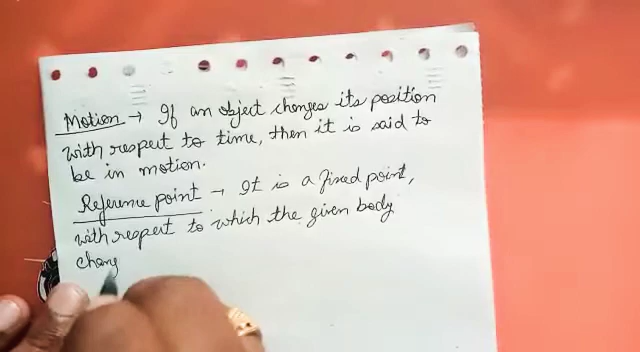 Motion → If an object changes its position
with respect to time, then it is said to
be in motion.
Reference point → It is a fixed point,
with respect to which the given body
chang